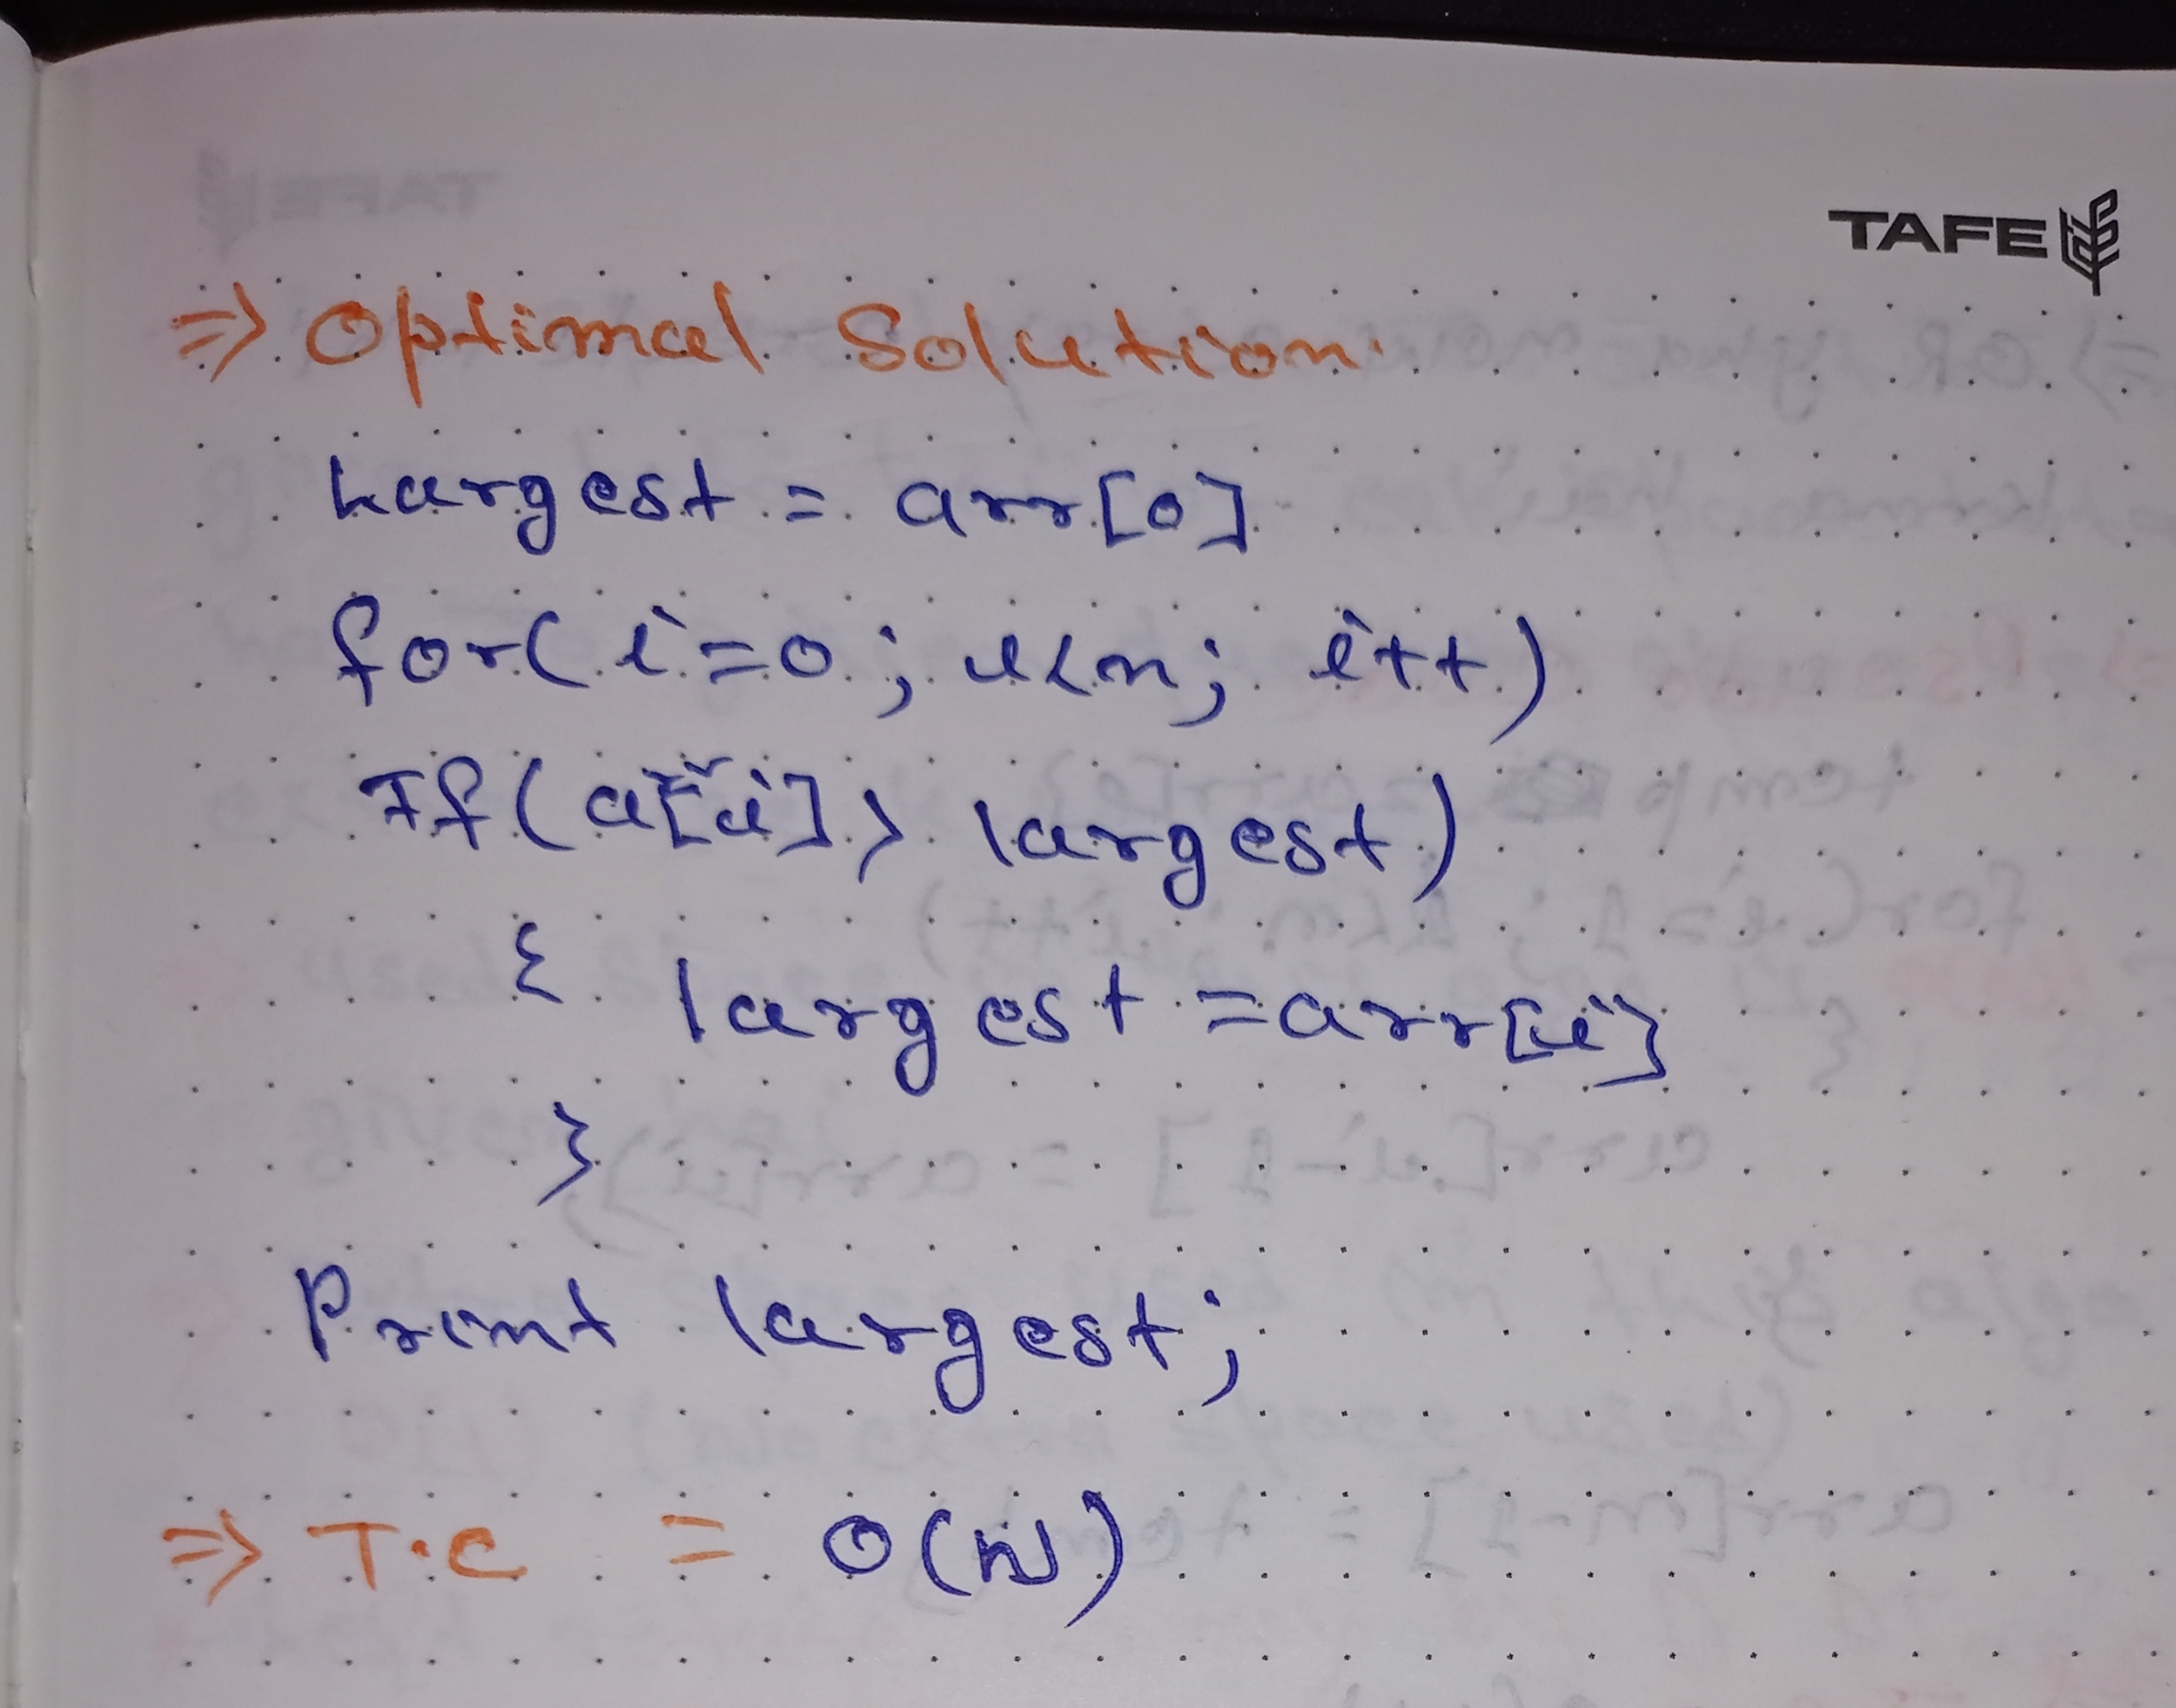 TAFE
⇒ Optimal Solution
Largest = arr[0]
for( i=0; i<n; i++)
If(a[i] > largest)
{ largest = arr[i]
}
Print largest;
⇒ T.C = O(N)